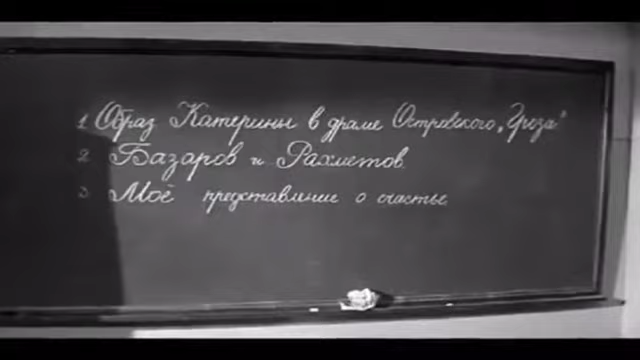 1 Образ Катерины в драме Островского „Гроза"
2 Базаров и Рахметов.
3 Моё представление о счастье